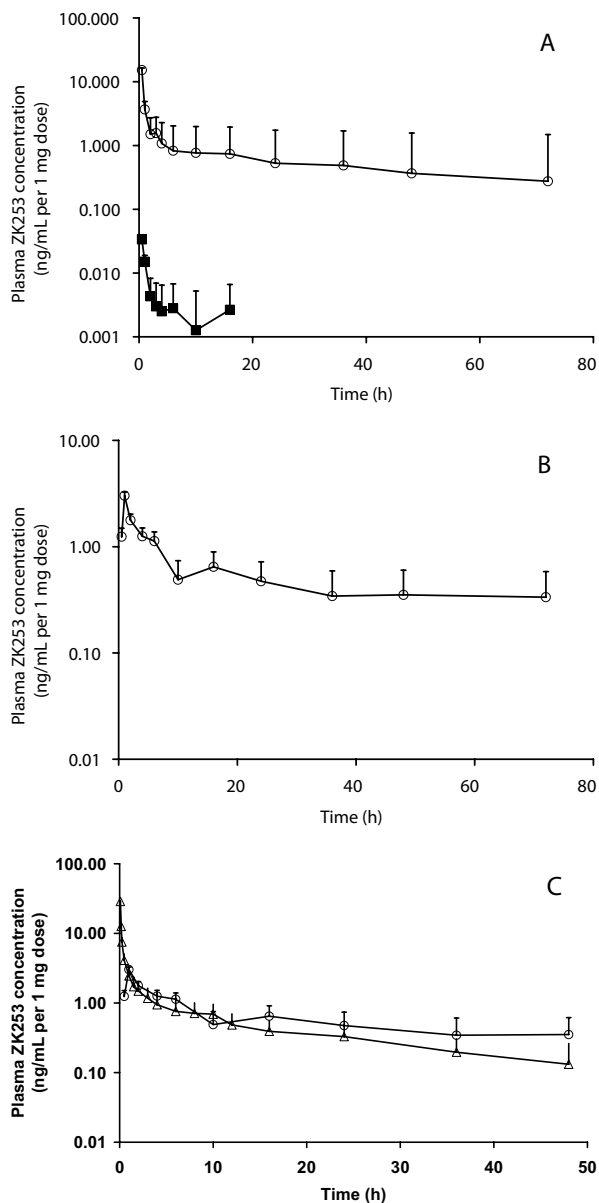 A
Plasma ZK253 concentration
(ng/mL per 1 mg dose)
100.000
10.000
1.000
0.100
0.010
0.001
0 20 40 60 80
Time (h)
B
Plasma ZK253 concentration
(ng/mL per 1 mg dose)
10.00
1.00
0.10
0.01
0 20 40 60 80
Time (h)
C
Plasma ZK253 concentration
(ng/mL per 1 mg dose)
100.00
10.00
1.00
0.10
0.01
0 10 20 30 40 50
Time (h)